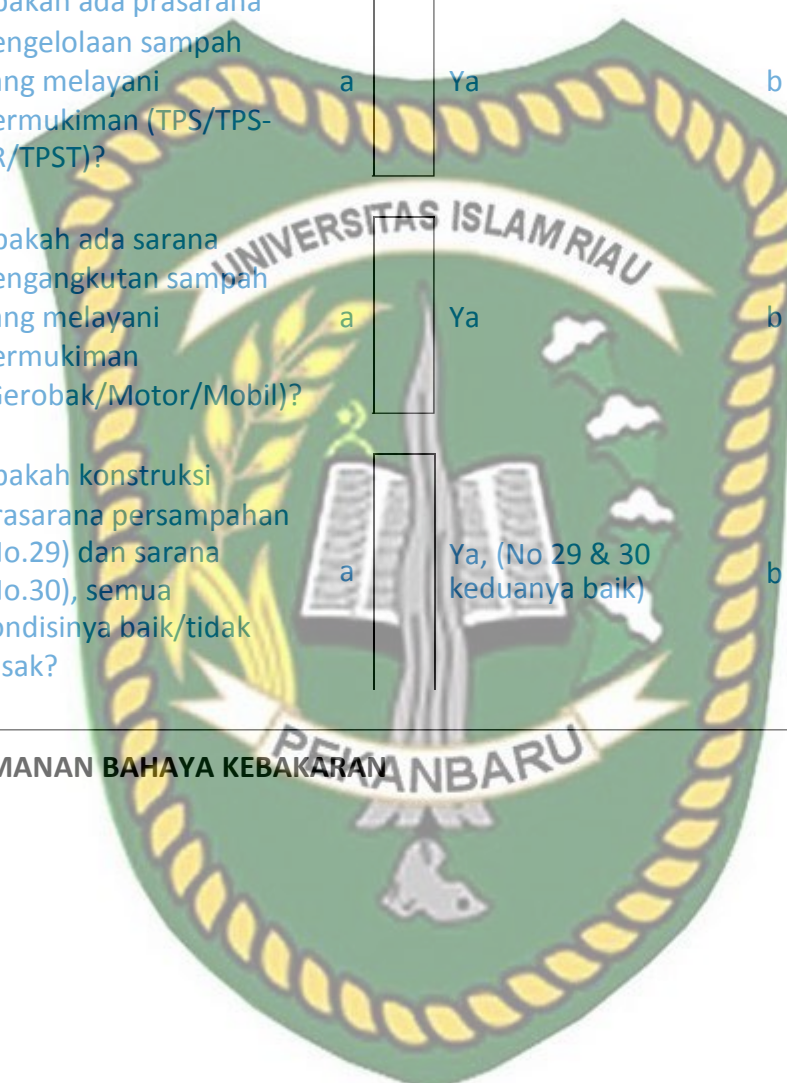 pakah ada prasarana
engelolaan sampah
ang melayani a Ya b
ermukiman (TPS/TPS-
R/TPST)?
UNIVERSITAS ISLAM RIAU
pakah ada sarana
engangkutan sampah
ang melayani a Ya b
ermukiman
Gerobak/Motor/Mobil)?
pakah konstruksi
rasarana persampahan
No.29) dan sarana
No.30), semua a Ya, (No 29 & 30 keduanya baik) b
ondisinya baik/tidak
sak?
PEKANBARU
MANAN BAHAYA KEBAKARAN